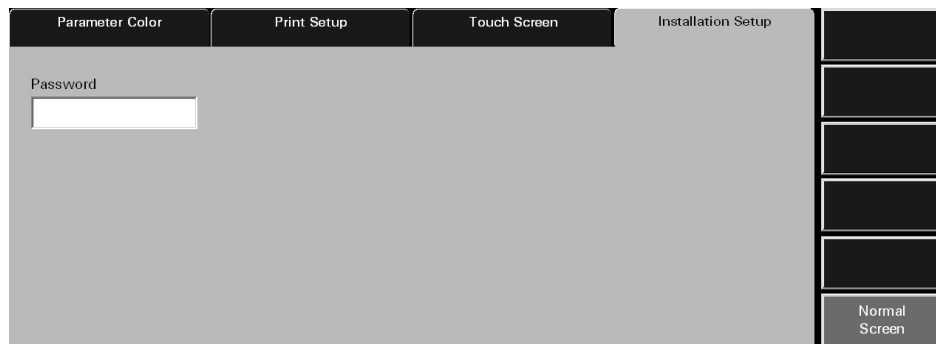 Parameter Color
Print Setup
Touch Screen
Installation Setup
Password
Normal
Screen